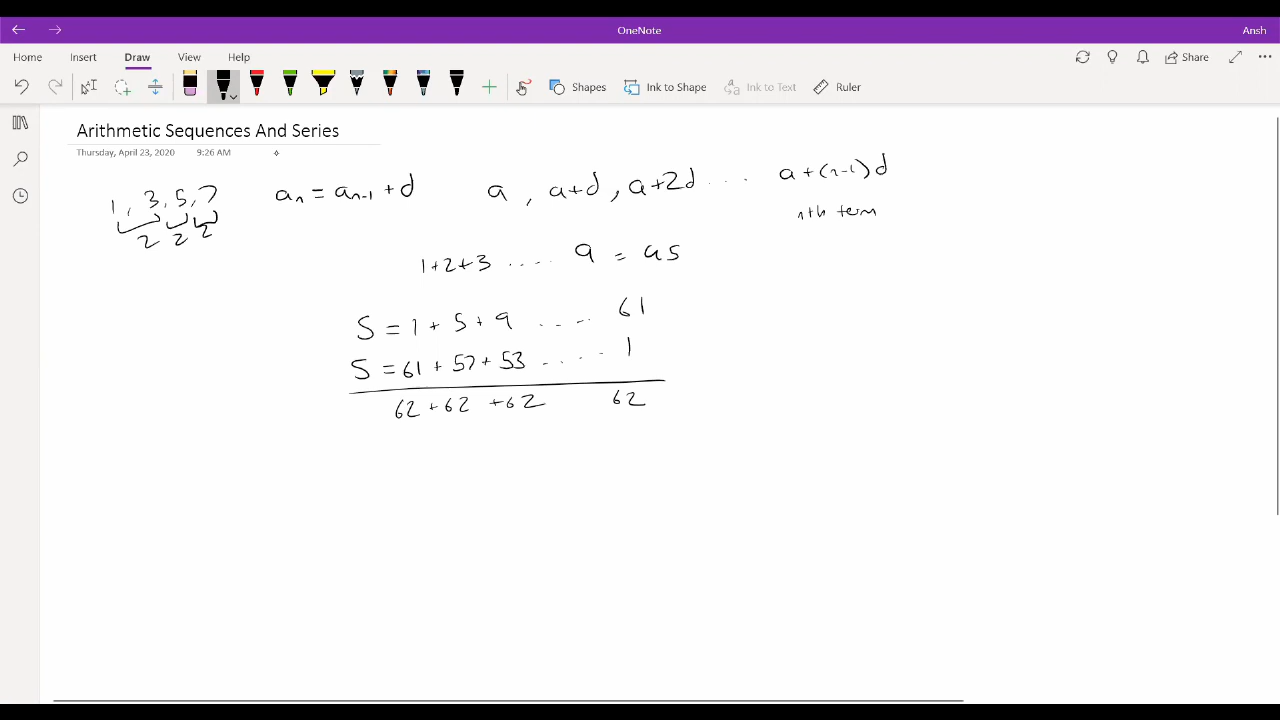 OneNote
Ansh
Home Insert Draw View Help
Share
Shapes Ink to Shape Ink to Text Ruler
Arithmetic Sequences And Series
Thursday, April 23, 2020 9:26 AM
1, 3, 5, 7 aₙ = aₙ₋₁ + d a, a+d, a+2d ... a+(n-1)d
2 2 2 nth term
1+2+3 ..... 9 = 45
S = 1 + 5 + 9 ..... 61
S = 61 + 57 + 53 ..... 1
62 + 62 + 62 62